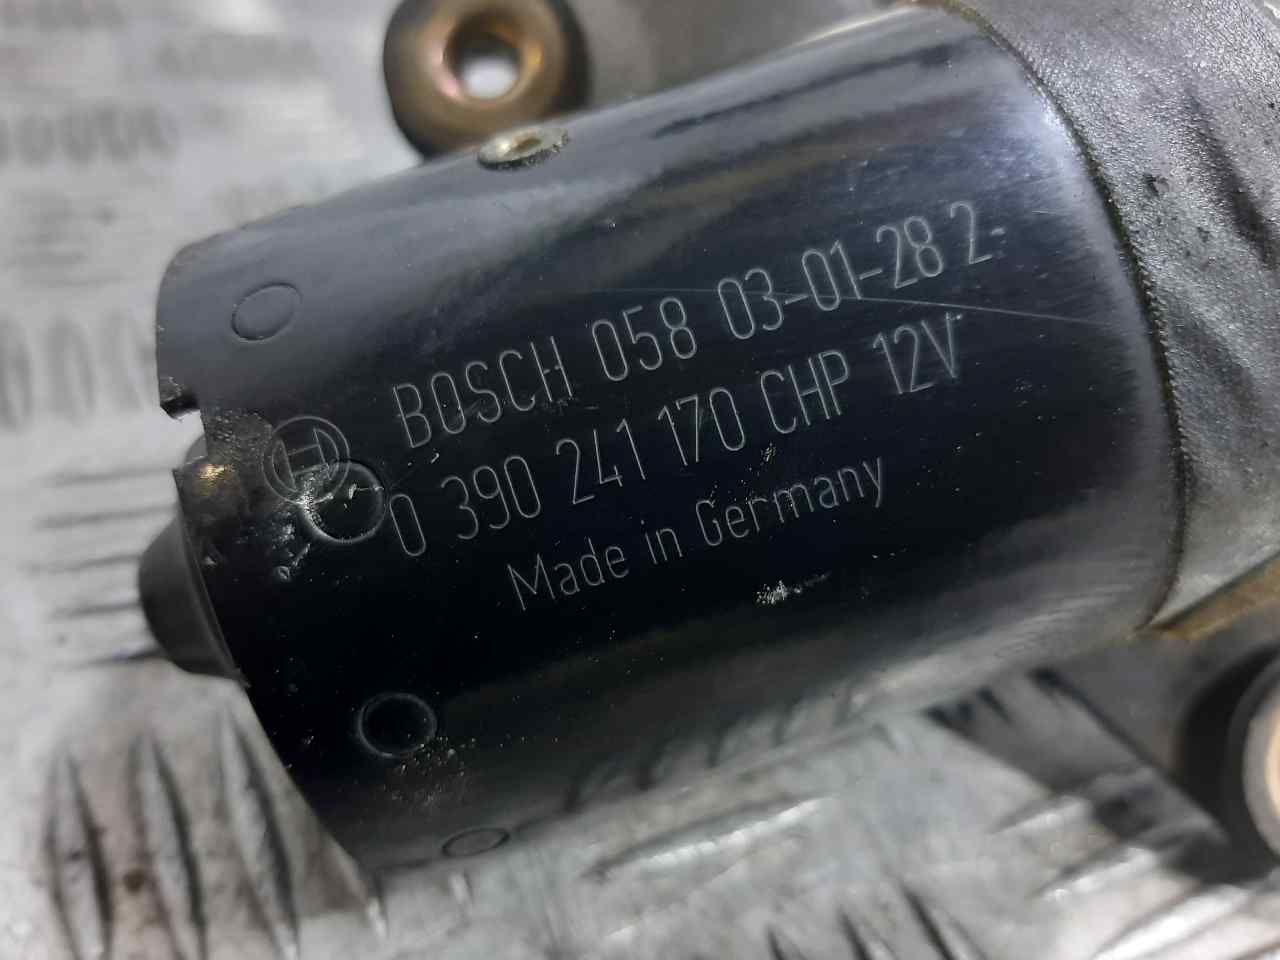 BOSCH 058 03-01-28 2-
0 390 241 170 CHP 12V
Made in Germany